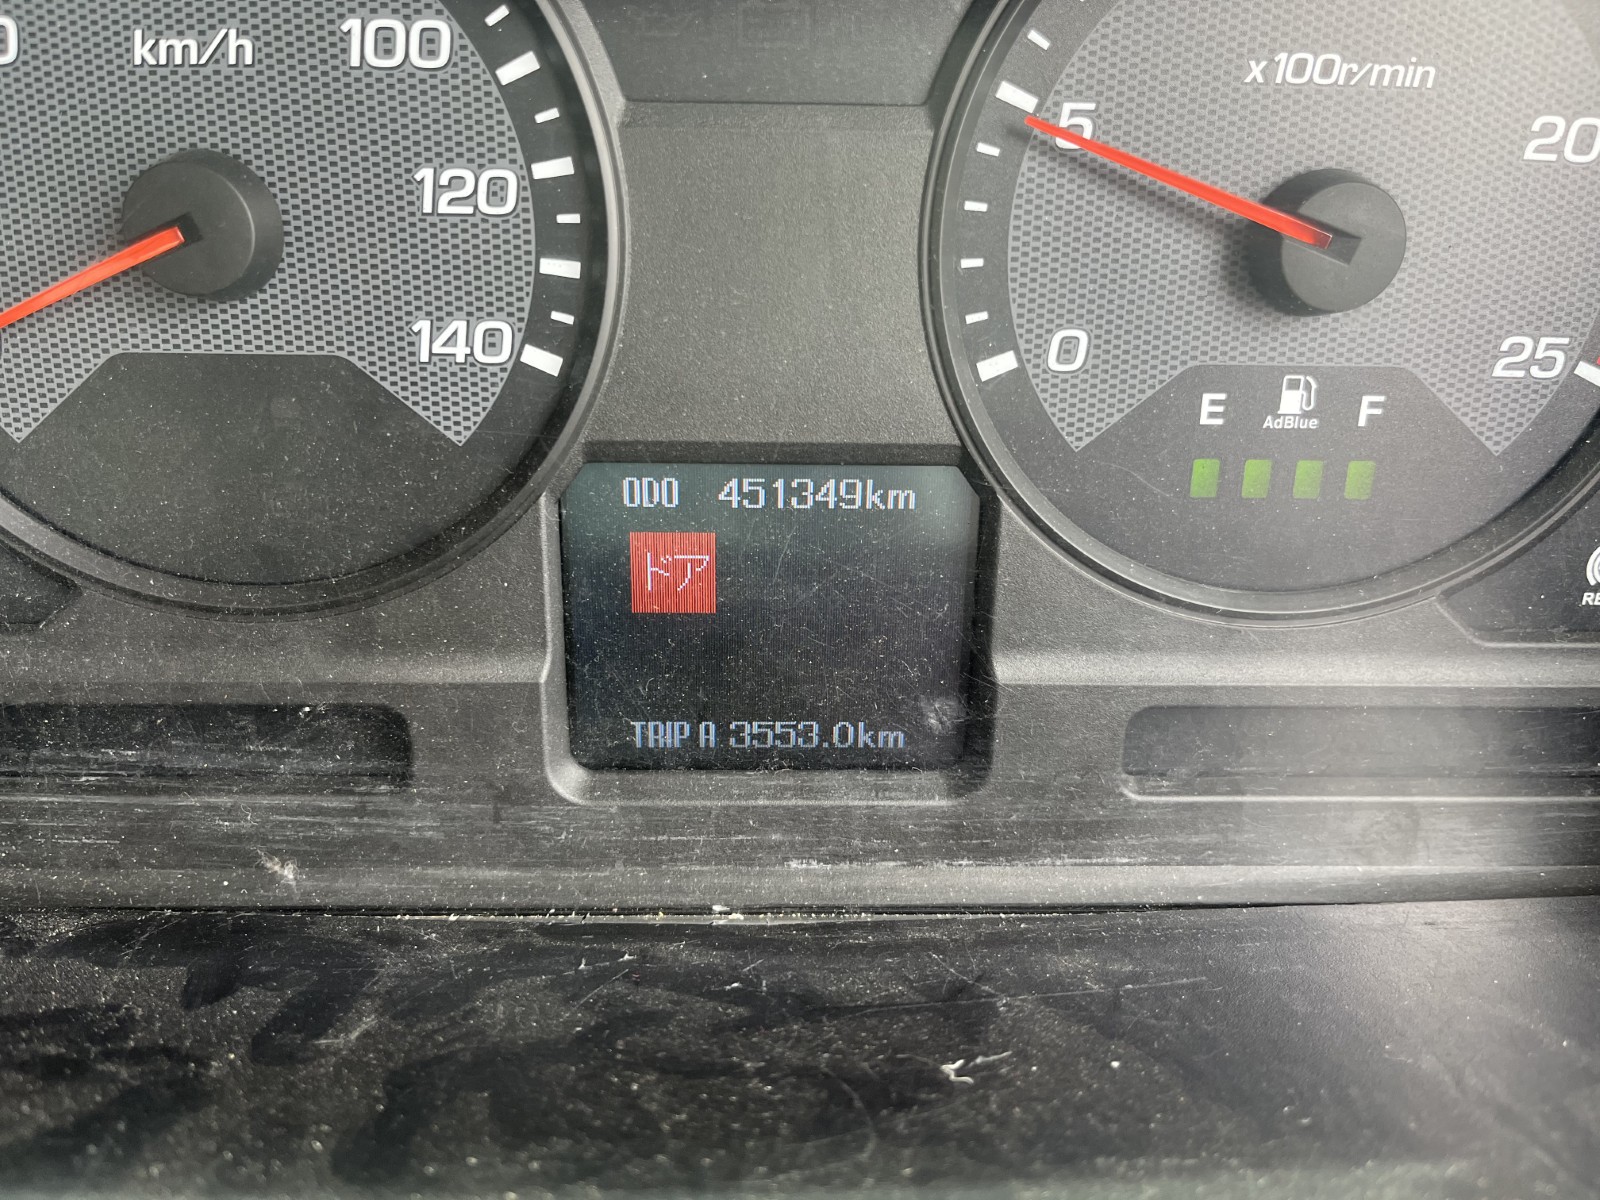 km/h
100
120
140
x100r/min
5
0
20
25
E
F
AdBlue
ODO 451349km
ドア
TRIP A 3553.0km